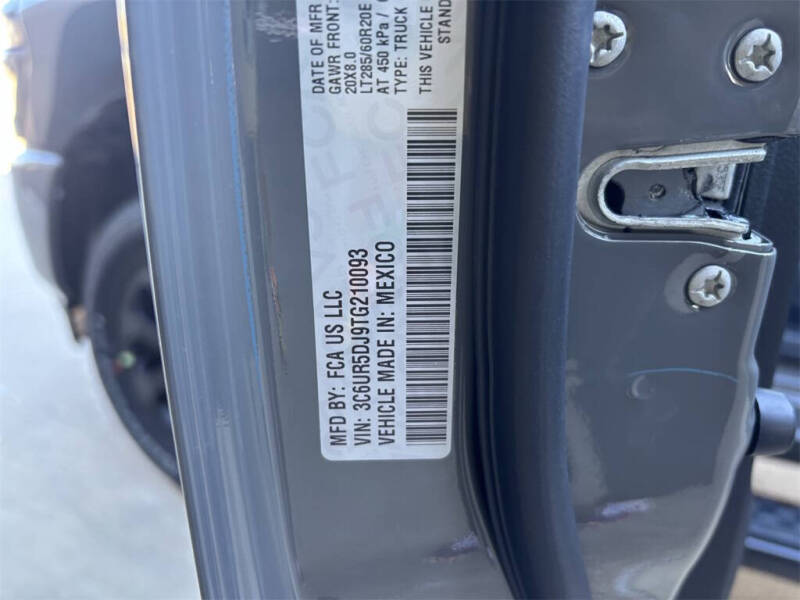 DATE OF MFR
GAWR FRONT:
20X8.0
LT285/60R20E
AT 450 kPa /
TYPE: TRUCK
THIS VEHICLE
STAND
MFD BY: FCA US LLC
VIN: 3C6UR5DJ9TG210093
VEHICLE MADE IN: MEXICO